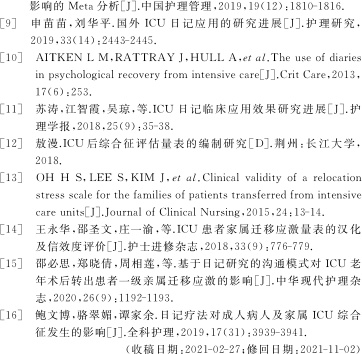 影响的 Meta 分析[J].中国护理管理,2019,19(12):1810-1816.
[9] 申苗苗,刘华平.国外 ICU 日记应用的研究进展[J].护理研究,
2019,33(14):2443-2445.
[10] AITKEN L M,RATTRAY J,HULL A,et al.The use of diaries
in psychological recovery from intensive care[J].Crit Care,2013,
17(6):253.
[11] 苏涛,江智霞,吴琼,等.ICU 日记临床应用效果研究进展[J].护
理学报,2018,25(9):35-38.
[12] 敖漫.ICU 后综合征评估量表的编制研究[D].荆州:长江大学,
2018.
[13] OH H S,LEE S,KIM J,et al.Clinical validity of a relocation
stress scale for the families of patients transferred from intensive
care units[J].Journal of Clinical Nursing,2015,24:13-14.
[14] 王永华,邵圣文,庄一渝,等.ICU 患者家属迁移应激量表的汉化
及信效度评价[J].护士进修杂志,2018,33(9):776-779.
[15] 邵必思,郑晓倩,周相莲,等.基于日记研究的沟通模式对 ICU 老
年术后转出患者一级亲属迁移应激的影响[J].中华现代护理杂
志,2020,26(9):1192-1193.
[16] 鲍文博,骆翠媚,谭家余.日记疗法对成人病人及家属 ICU 综合
征发生的影响[J].全科护理,2019,17(31):3939-3941.
(收稿日期:2021-02-27;修回日期:2021-11-02)